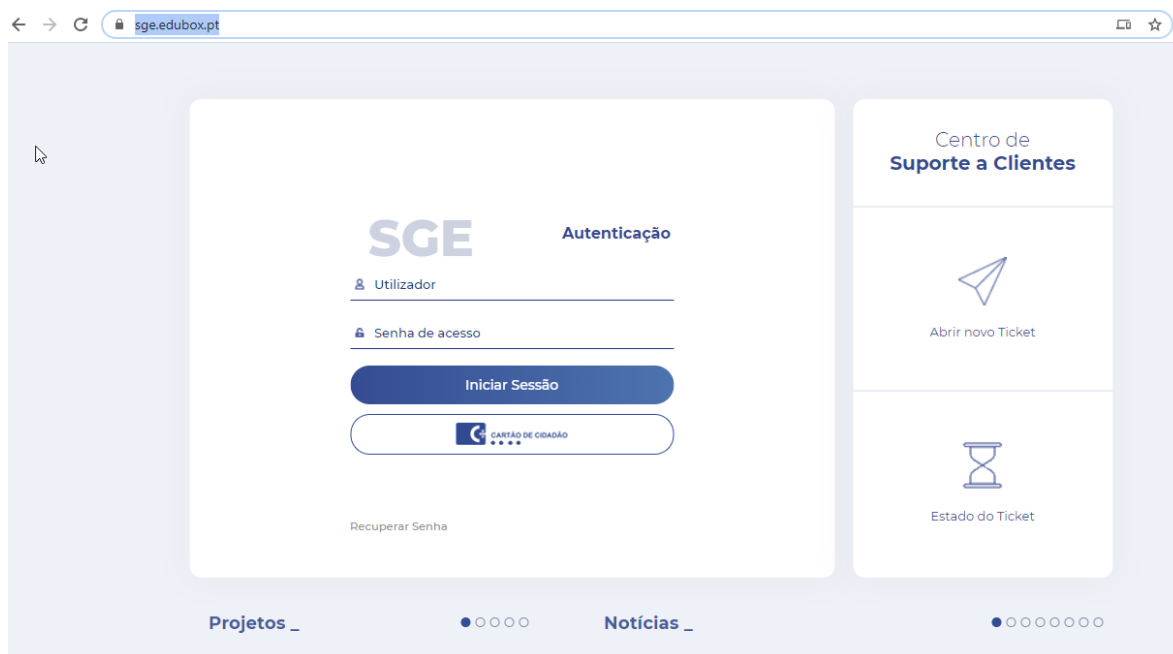 sge.edubox.pt
SGE
Autenticação
Utilizador
Senha de acesso
Iniciar Sessão
CARTÃO DE CIDADÃO
Recuperar Senha
Centro de
Suporte a Clientes
Abrir novo Ticket
Estado do Ticket
Projetos _
Notícias _